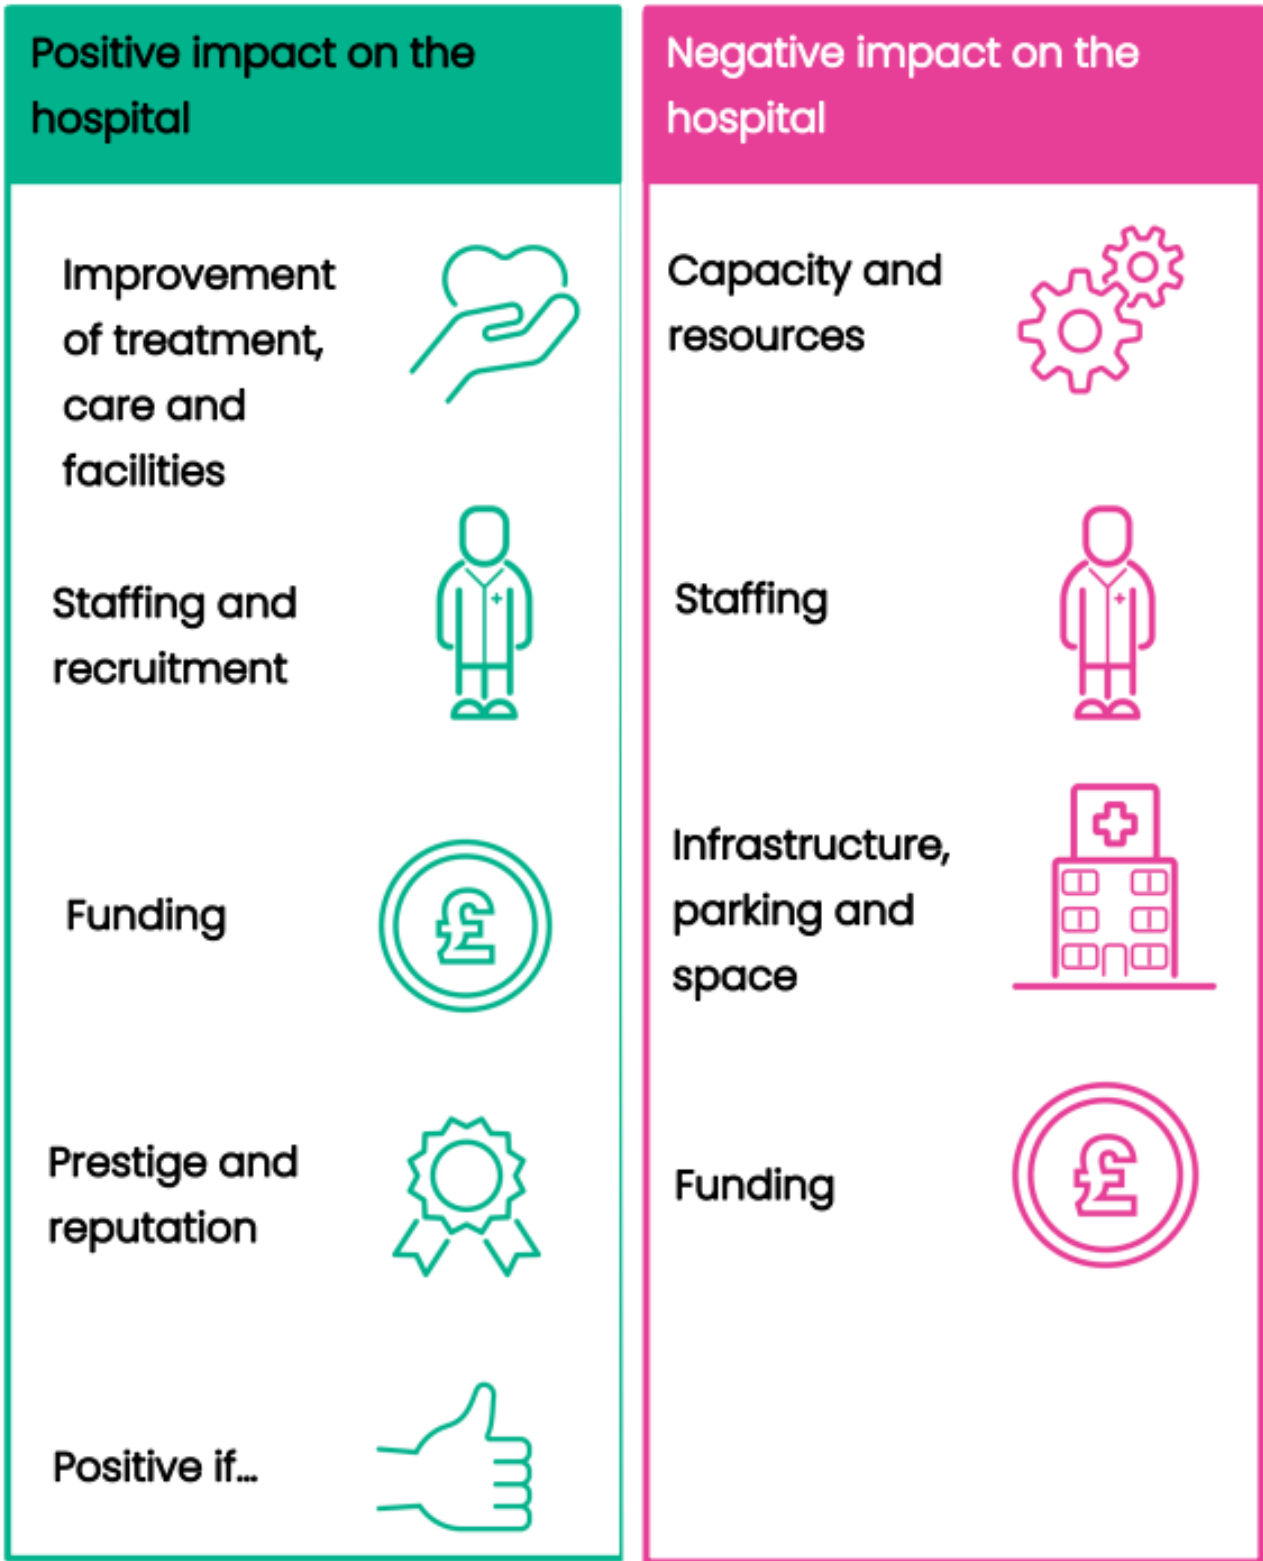 Positive impact on the
hospital
Improvement
of treatment,
care and
facilities
Staffing and
recruitment
Funding
£
Prestige and
reputation
Positive if...
Negative impact on the
hospital
Capacity and
resources
Staffing
Infrastructure,
parking and
space
Funding
£